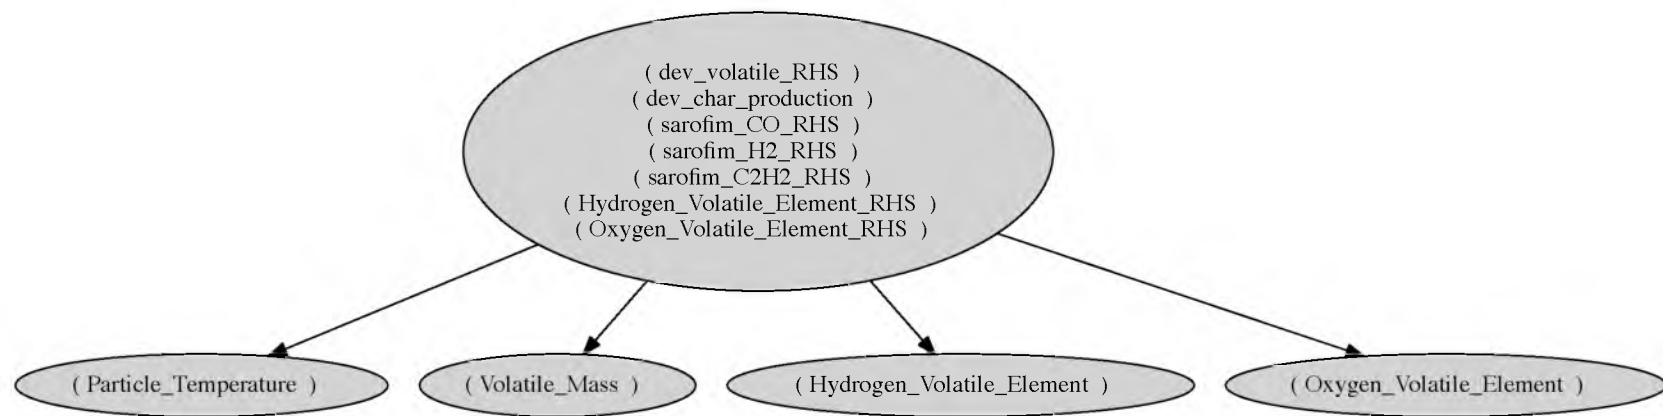 ( dev_volatile_RHS )
( dev_char_production )
( sarofim_CO_RHS )
( sarofim_H2_RHS )
( sarofim_C2H2_RHS )
( Hydrogen_Volatile_Element_RHS )
( Oxygen_Volatile_Element_RHS )
( Particle_Temperature )
( Volatile_Mass )
( Hydrogen_Volatile_Element )
( Oxygen_Volatile_Element )